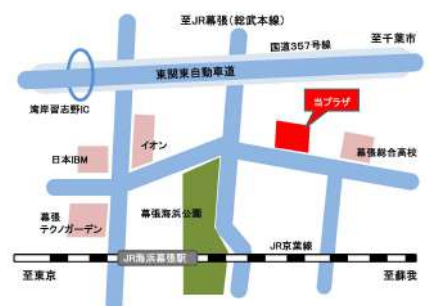 至JR幕張(総武本線)
国道357号線
至千葉市
東関東自動車道
湾岸習志野IC
当プラザ
イオン
日本IBM
幕張総合高校
幕張海浜公園
幕張
テクノガーデン
JR京葉線
JR海浜幕張駅
至東京
至蘇我